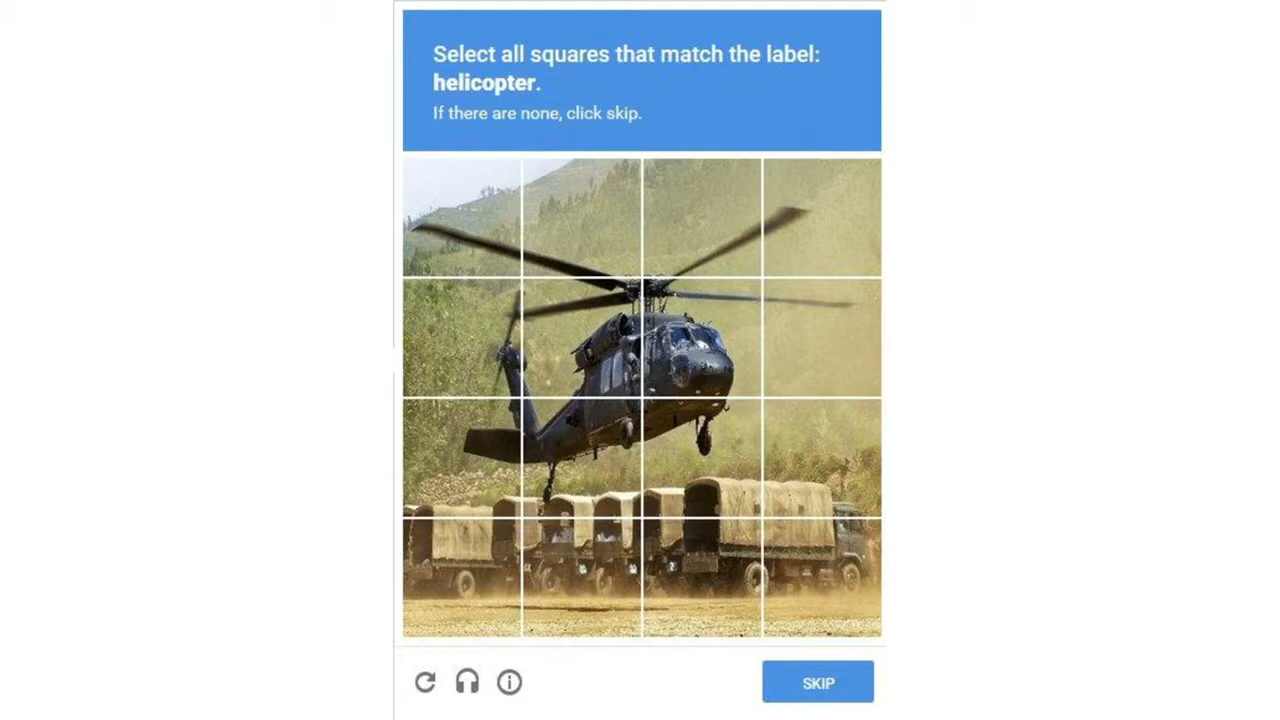 Select all squares that match the label:
helicopter.
If there are none, click skip.
SKIP